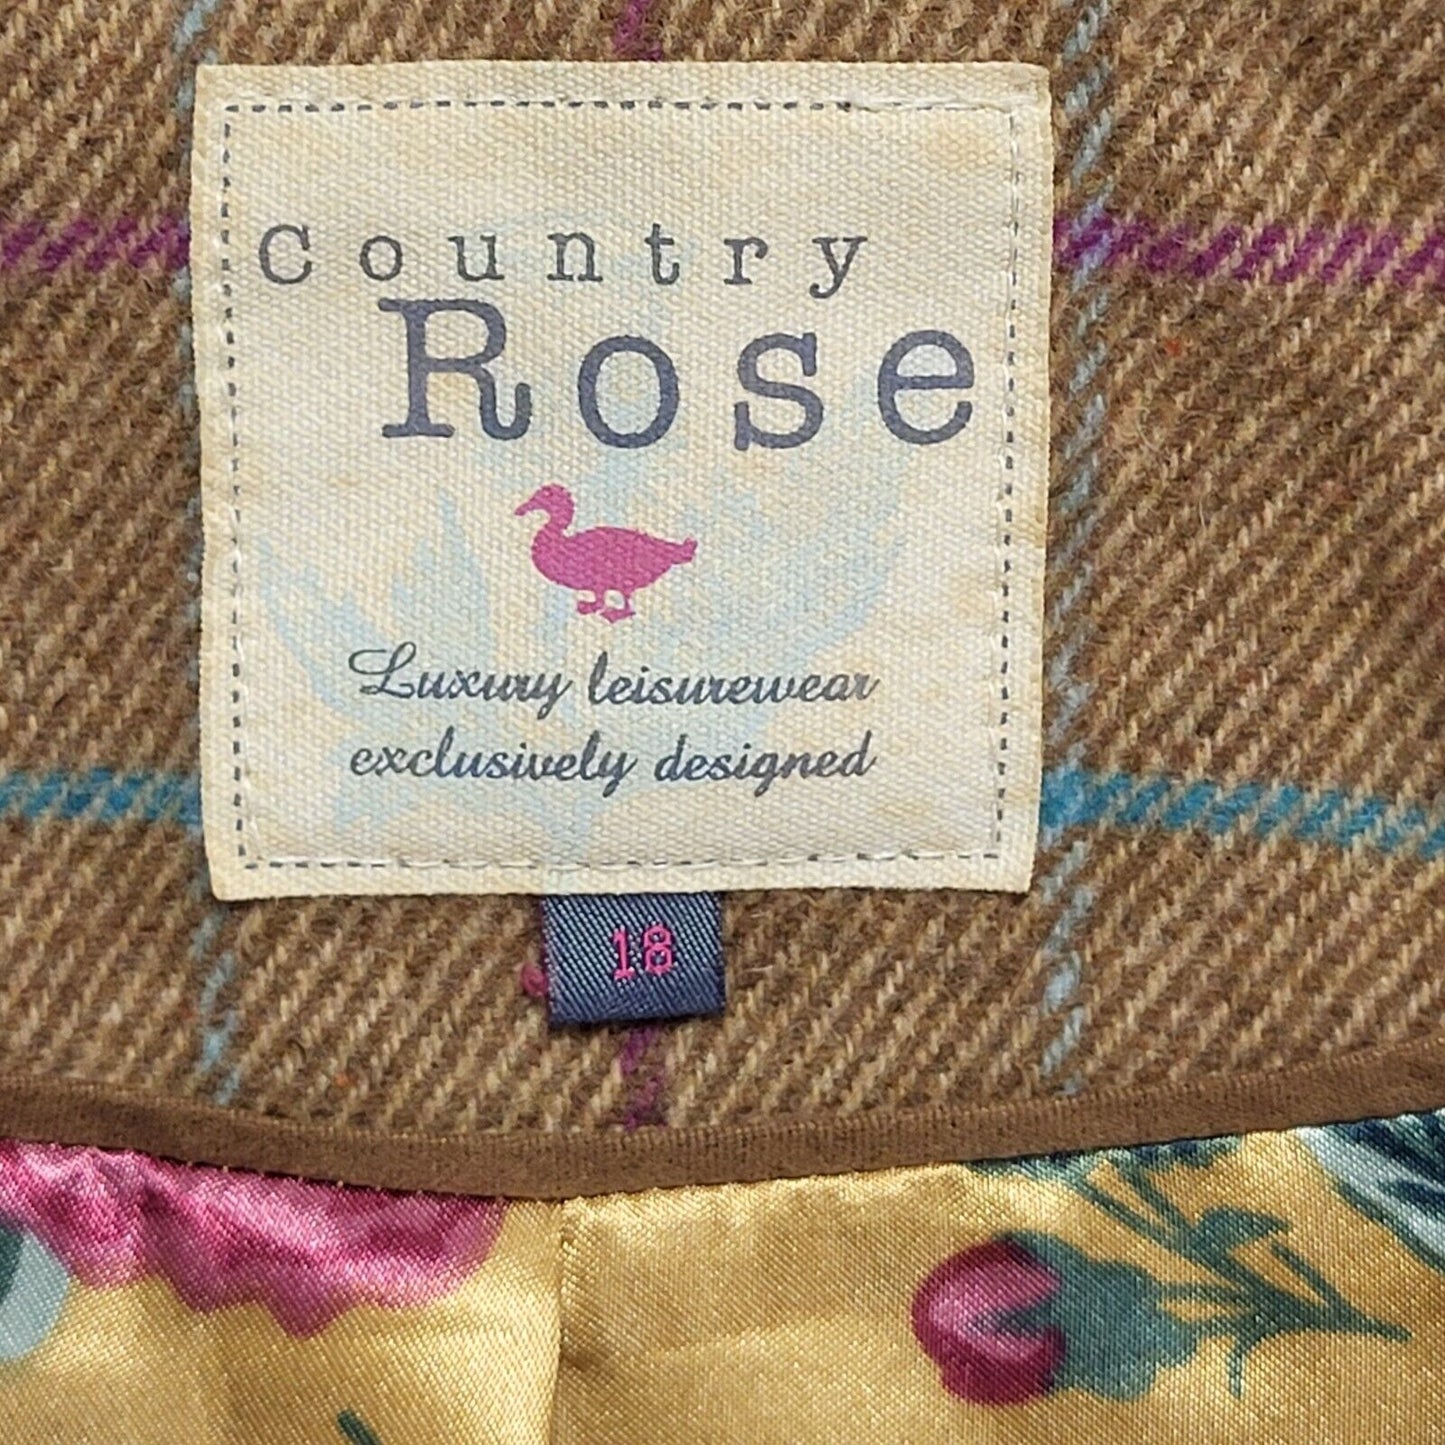 Country
Rose
Luxury leisurewear
exclusively designed
18